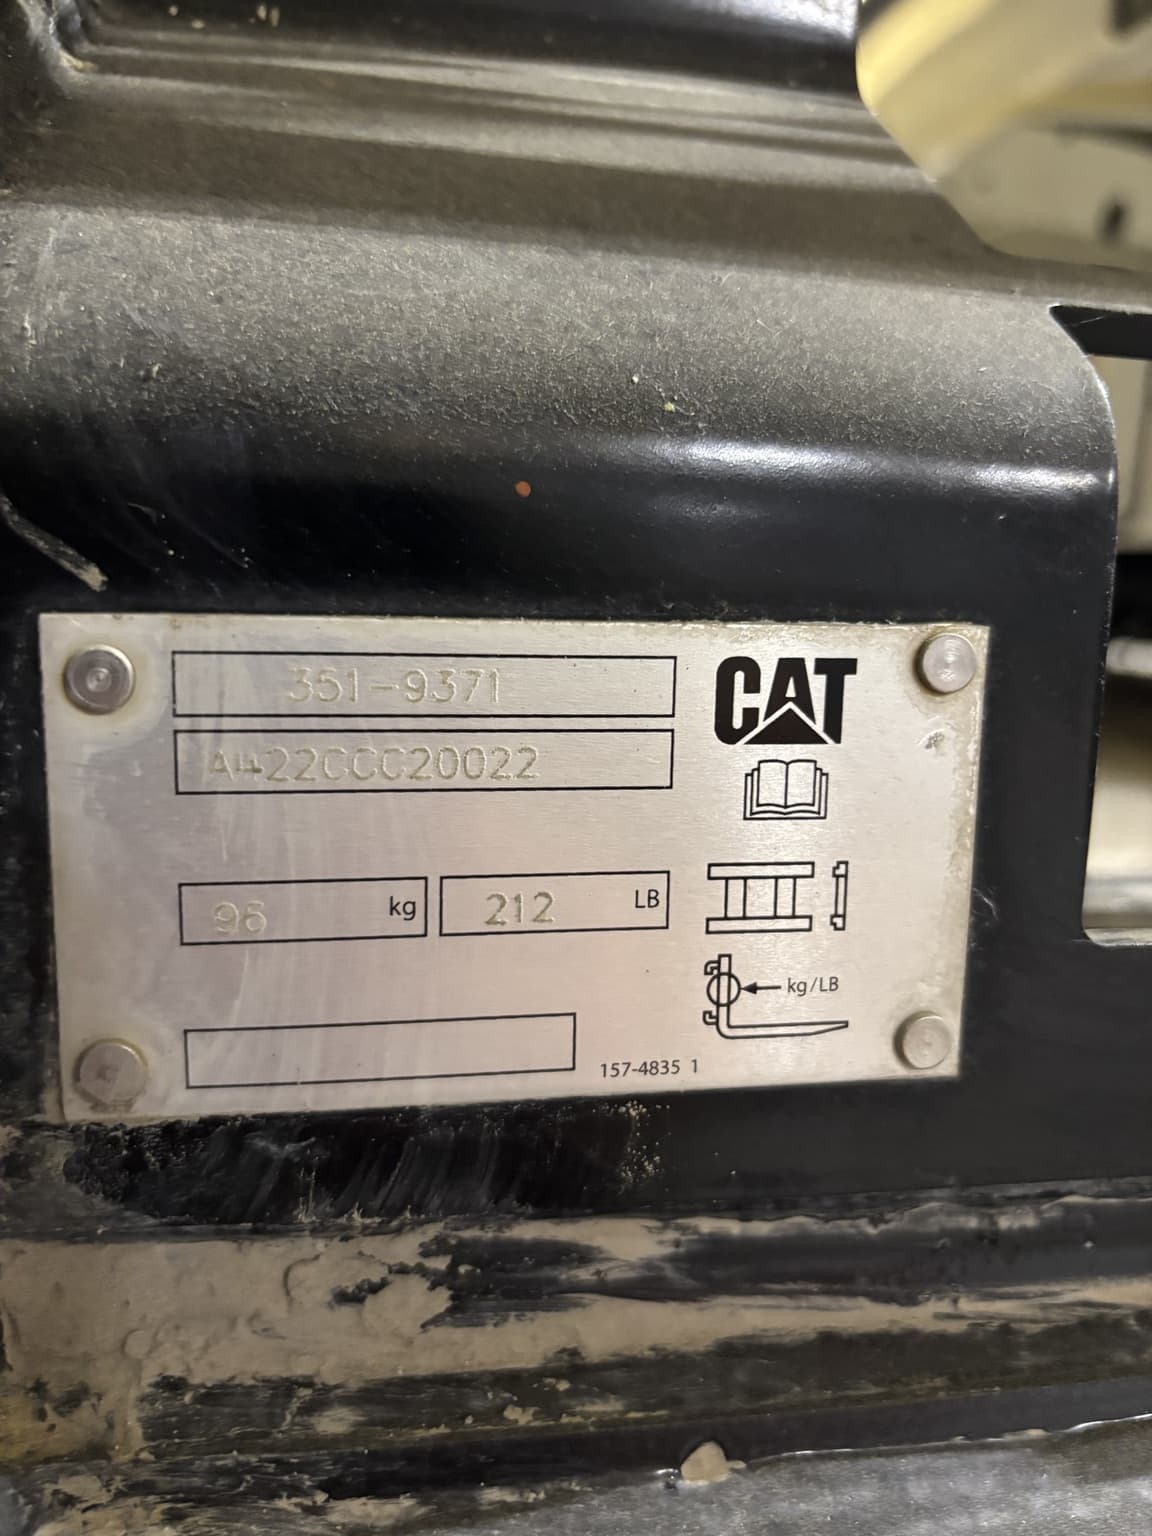 351-9371
CAT
A422CCC20022
96 kg 212 LB
kg/LB
157-4835 1